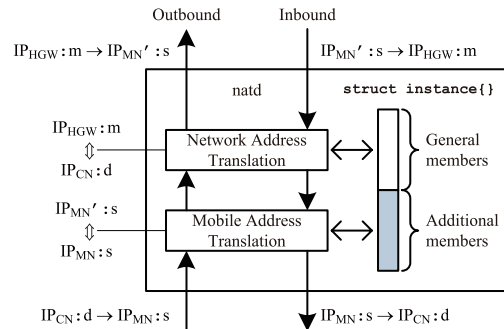 Outbound Inbound
IP_HGW:m → IP_MN′:s IP_MN′:s → IP_HGW:m
natd struct instance{}
IP_HGW:m
⇕
IP_CN:d
Network Address
Translation
General
members
IP_MN′:s
⇕
IP_MN:s
Mobile Address
Translation
Additional
members
IP_CN:d → IP_MN:s IP_MN:s → IP_CN:d